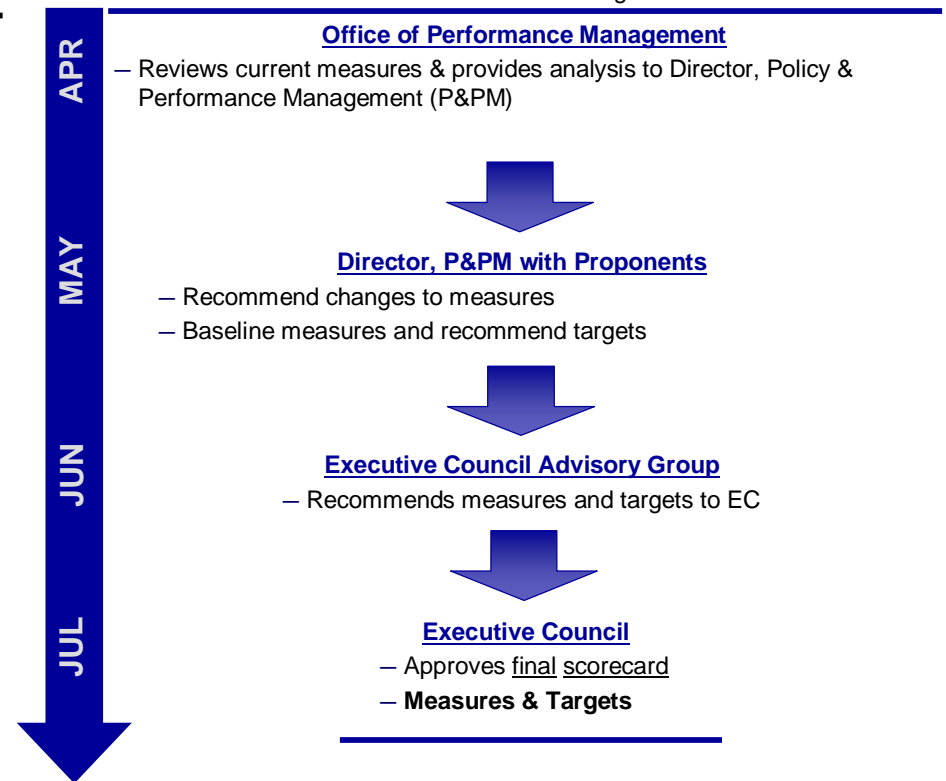 APR
Office of Performance Management
— Reviews current measures & provides analysis to Director, Policy &
Performance Management (P&PM)
MAY
Director, P&PM with Proponents
— Recommend changes to measures
— Baseline measures and recommend targets
JUN
Executive Council Advisory Group
— Recommends measures and targets to EC
JUL
Executive Council
— Approves final scorecard
— Measures & Targets